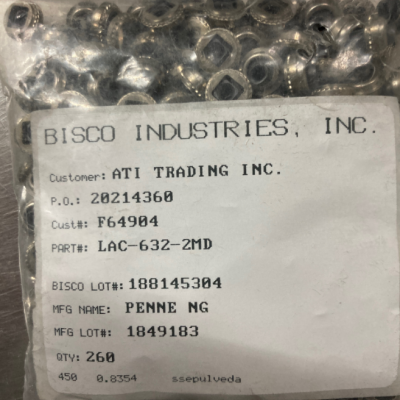 BISCO INDUSTRIES, INC.
Customer: ATI TRADING INC.
P.O.: 20214360
Cust#: F64904
PART#: LAC-632-2MD
BISCO LOT#: 188145304
MFG NAME: PENNE NG
MFG LOT#: 1849183
QTY: 260
450 0.8354 ssepulveda